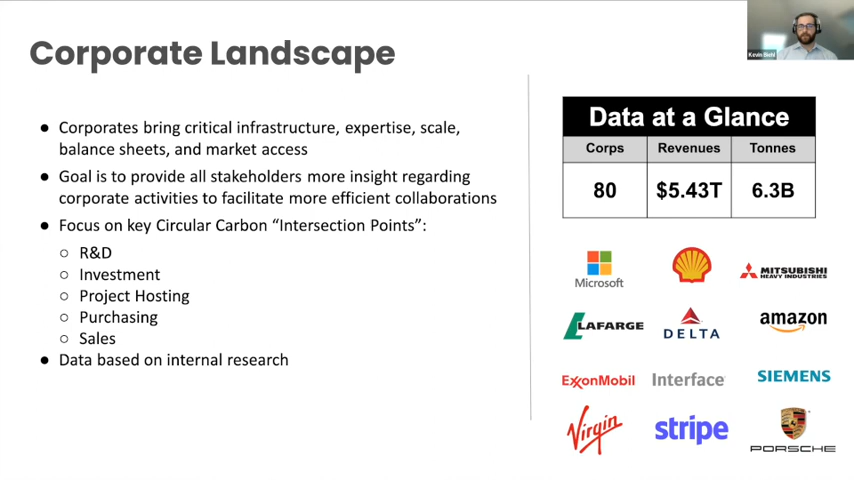 Corporate Landscape
Kevin Biehl
● Corporates bring critical infrastructure, expertise, scale,
balance sheets, and market access
● Goal is to provide all stakeholders more insight regarding
corporate activities to facilitate more efficient collaborations
● Focus on key Circular Carbon “Intersection Points”:
○ R&D
○ Investment
○ Project Hosting
○ Purchasing
○ Sales
● Data based on internal research
Data at a Glance
Corps Revenues Tonnes
80 $5.43T 6.3B
Microsoft
MITSUBISHI
HEAVY INDUSTRIES
LAFARGE
DELTA
amazon
ExxonMobil
Interface
SIEMENS
Virgin
stripe
PORSCHE